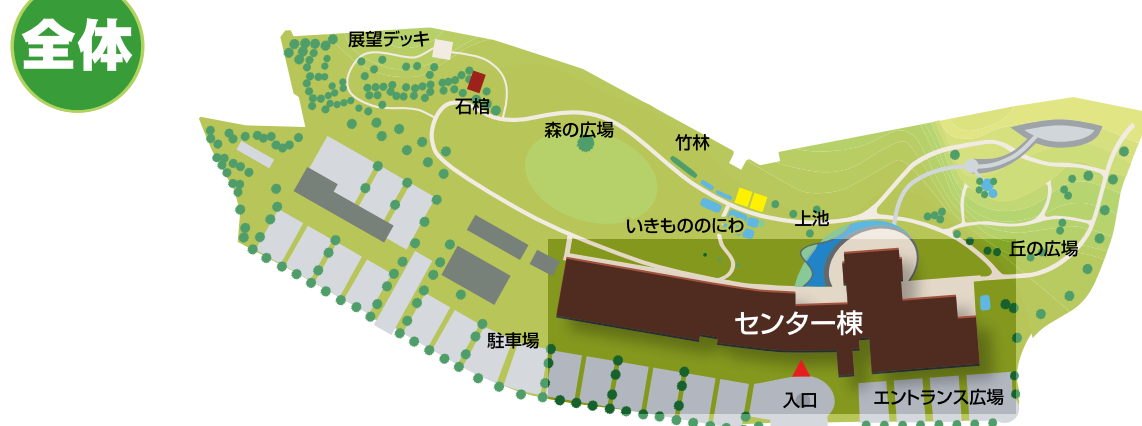 全体
展望デッキ
石棺
森の広場
竹林
いきもののにわ
上池
丘の広場
センター棟
駐車場
入口
エントランス広場